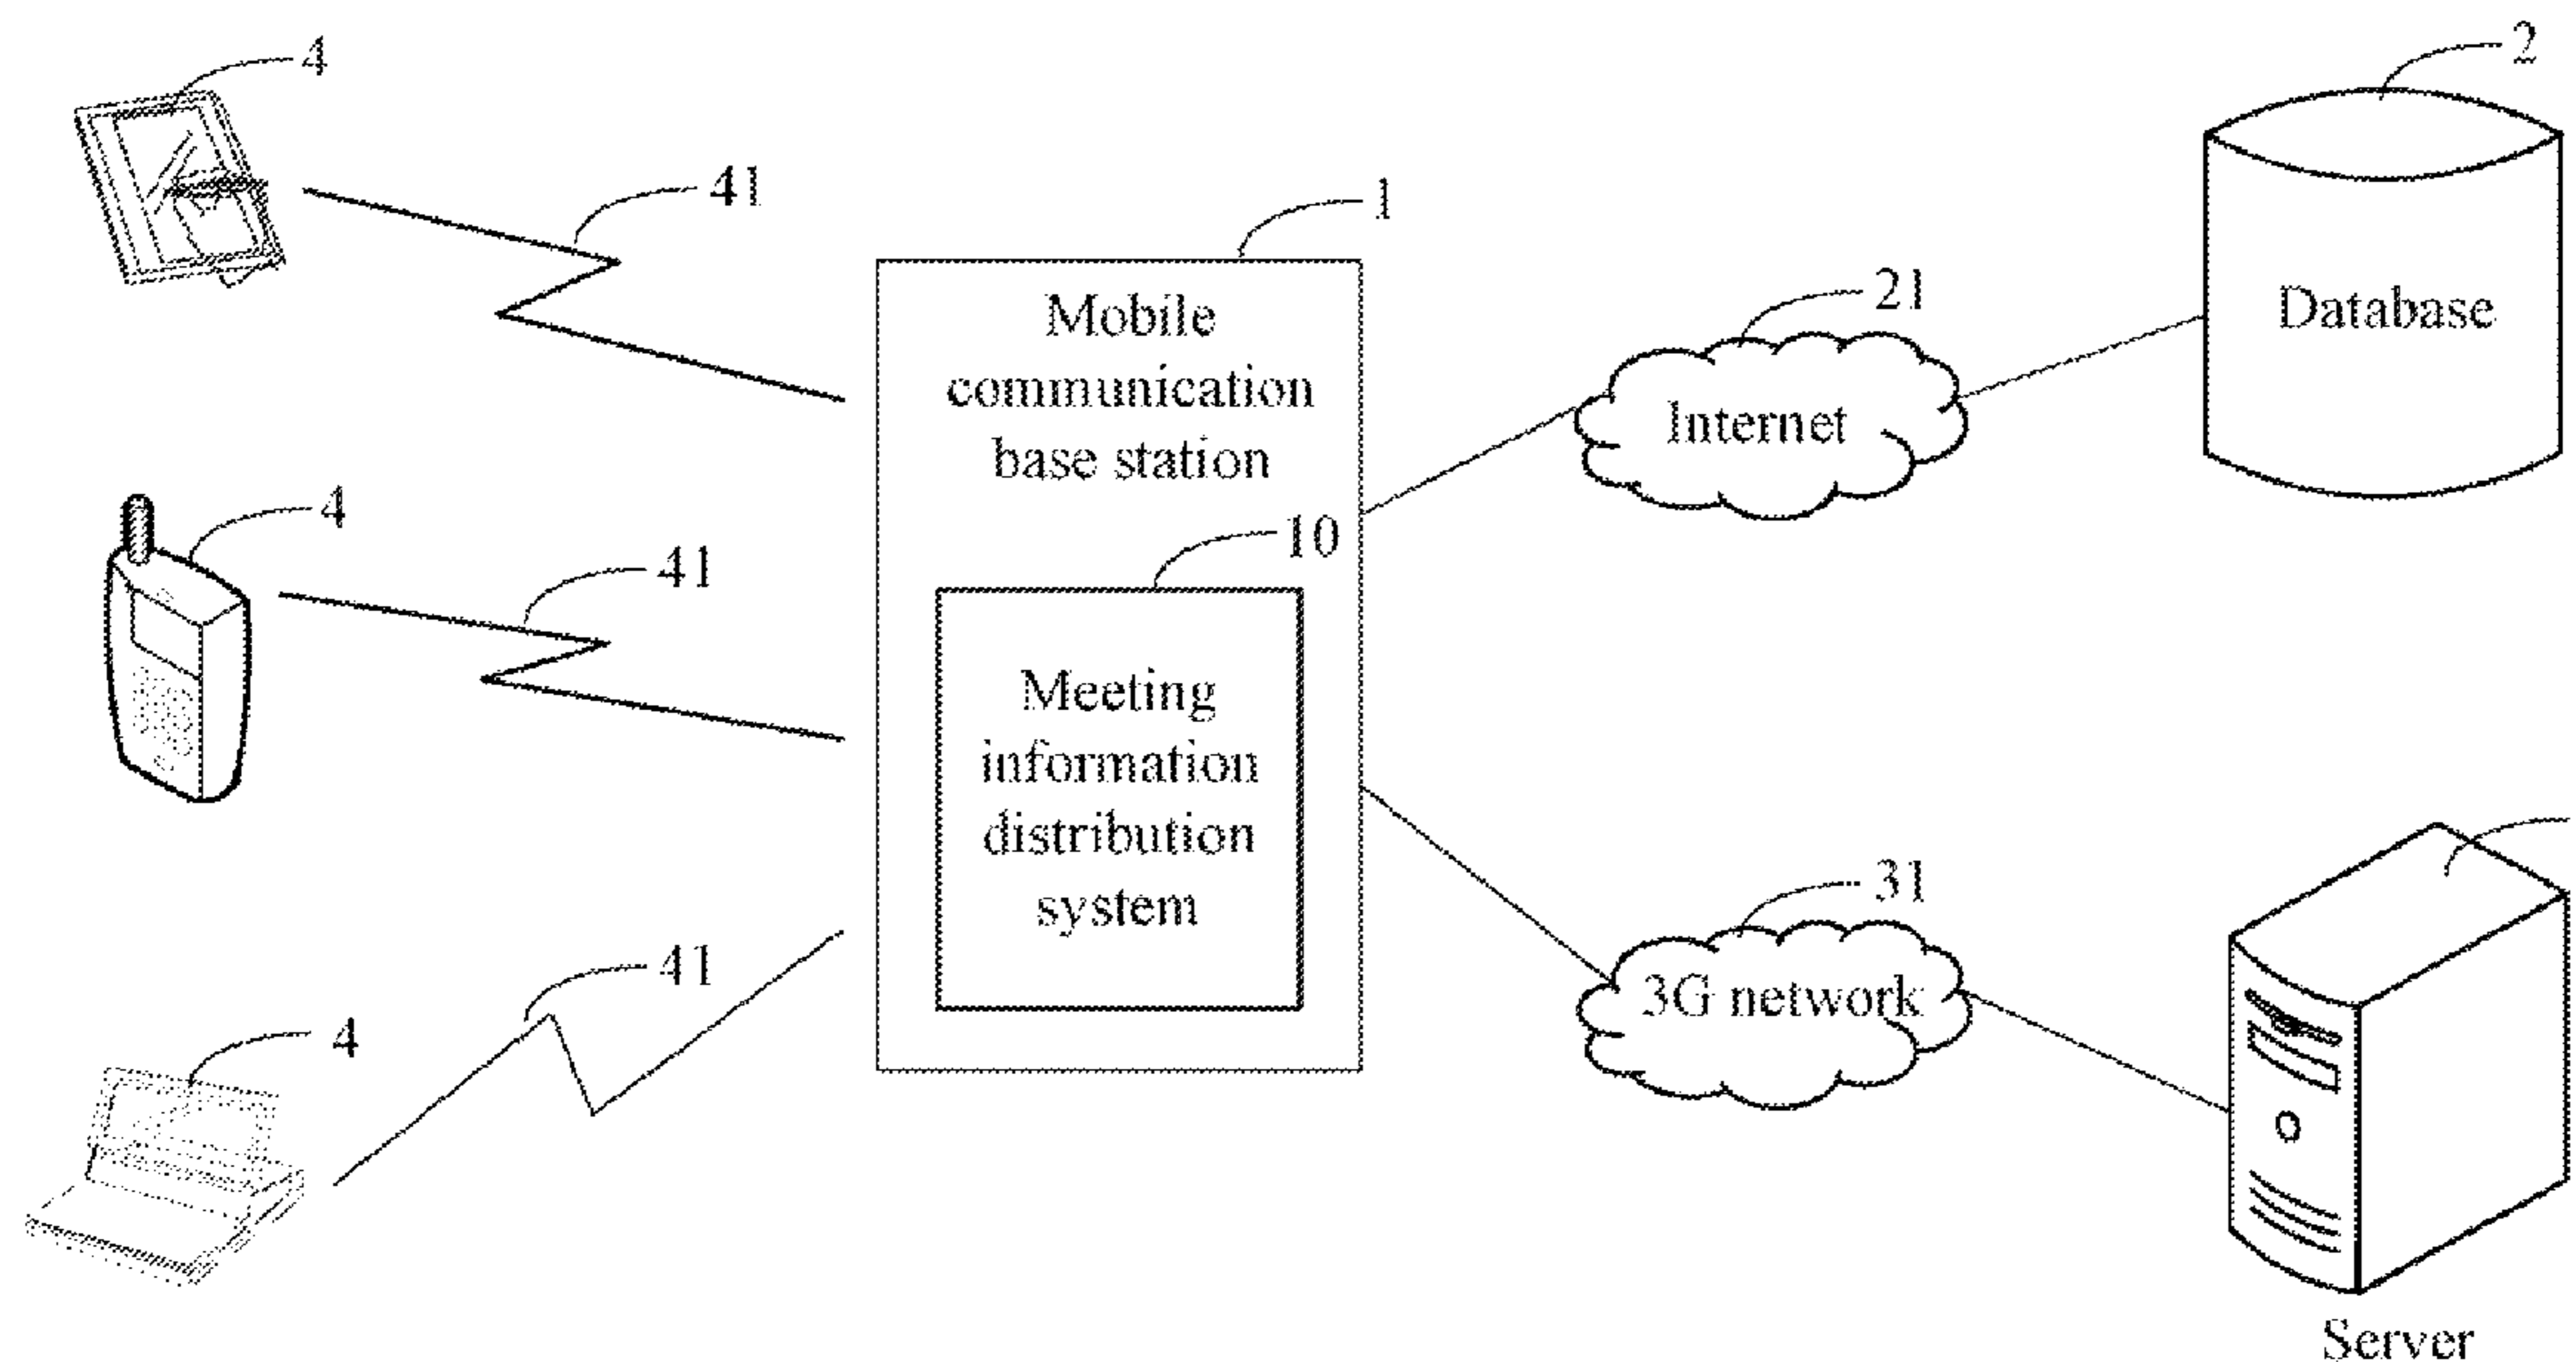 4
2
41
1
Mobile
communication
base station
21
Internet
Database
4
41
10
Meeting
information
distribution
system
31
3G network
41
4
Server